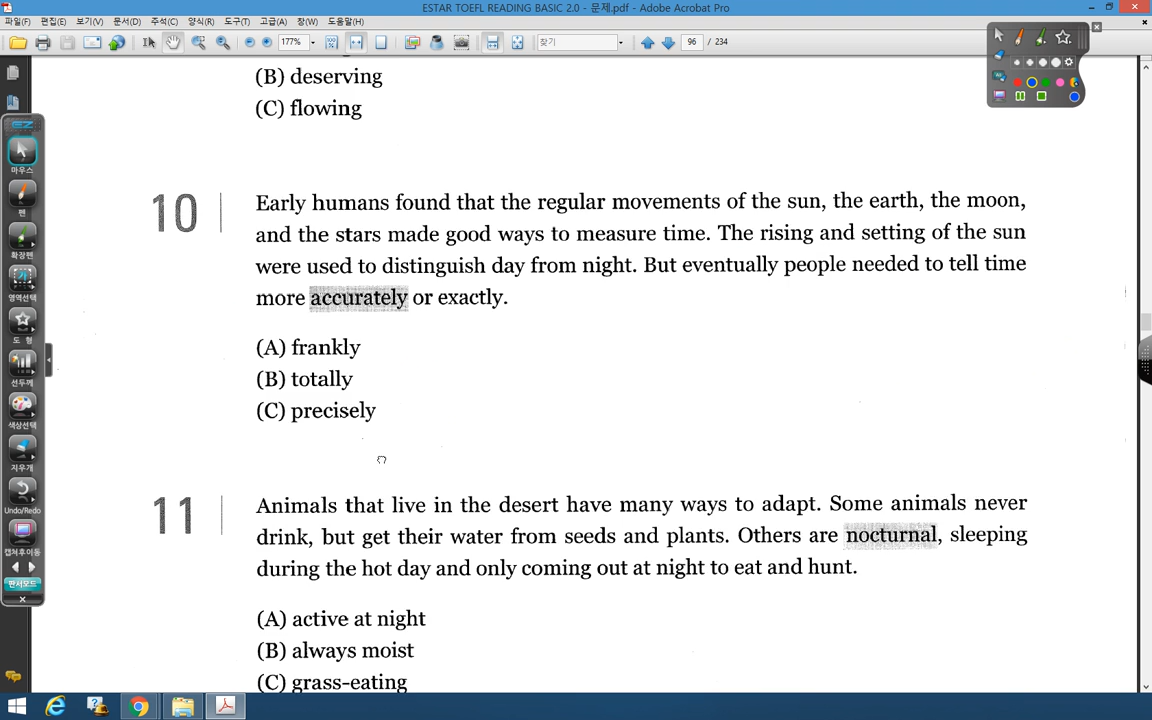 ESTAR TOEFL READING BASIC 2.0 - 문제.pdf - Adobe Acrobat Pro
파일(F) 편집(E) 보기(V) 문서(D) 주석(C) 양식(R) 도구(T) 고급(A) 창(W) 도움말(H)
177% 찾기 96 / 234
(B) deserving
(C) flowing
EZ
마우스
펜
확장펜
영역선택
도 형
선두께
색상선택
지우개
Undo/Redo
캡쳐후이동
판서모드
10
Early humans found that the regular movements of the sun, the earth, the moon,
and the stars made good ways to measure time. The rising and setting of the sun
were used to distinguish day from night. But eventually people needed to tell time
more accurately or exactly.
(A) frankly
(B) totally
(C) precisely
11
Animals that live in the desert have many ways to adapt. Some animals never
drink, but get their water from seeds and plants. Others are nocturnal, sleeping
during the hot day and only coming out at night to eat and hunt.
(A) active at night
(B) always moist
(C) grass-eating